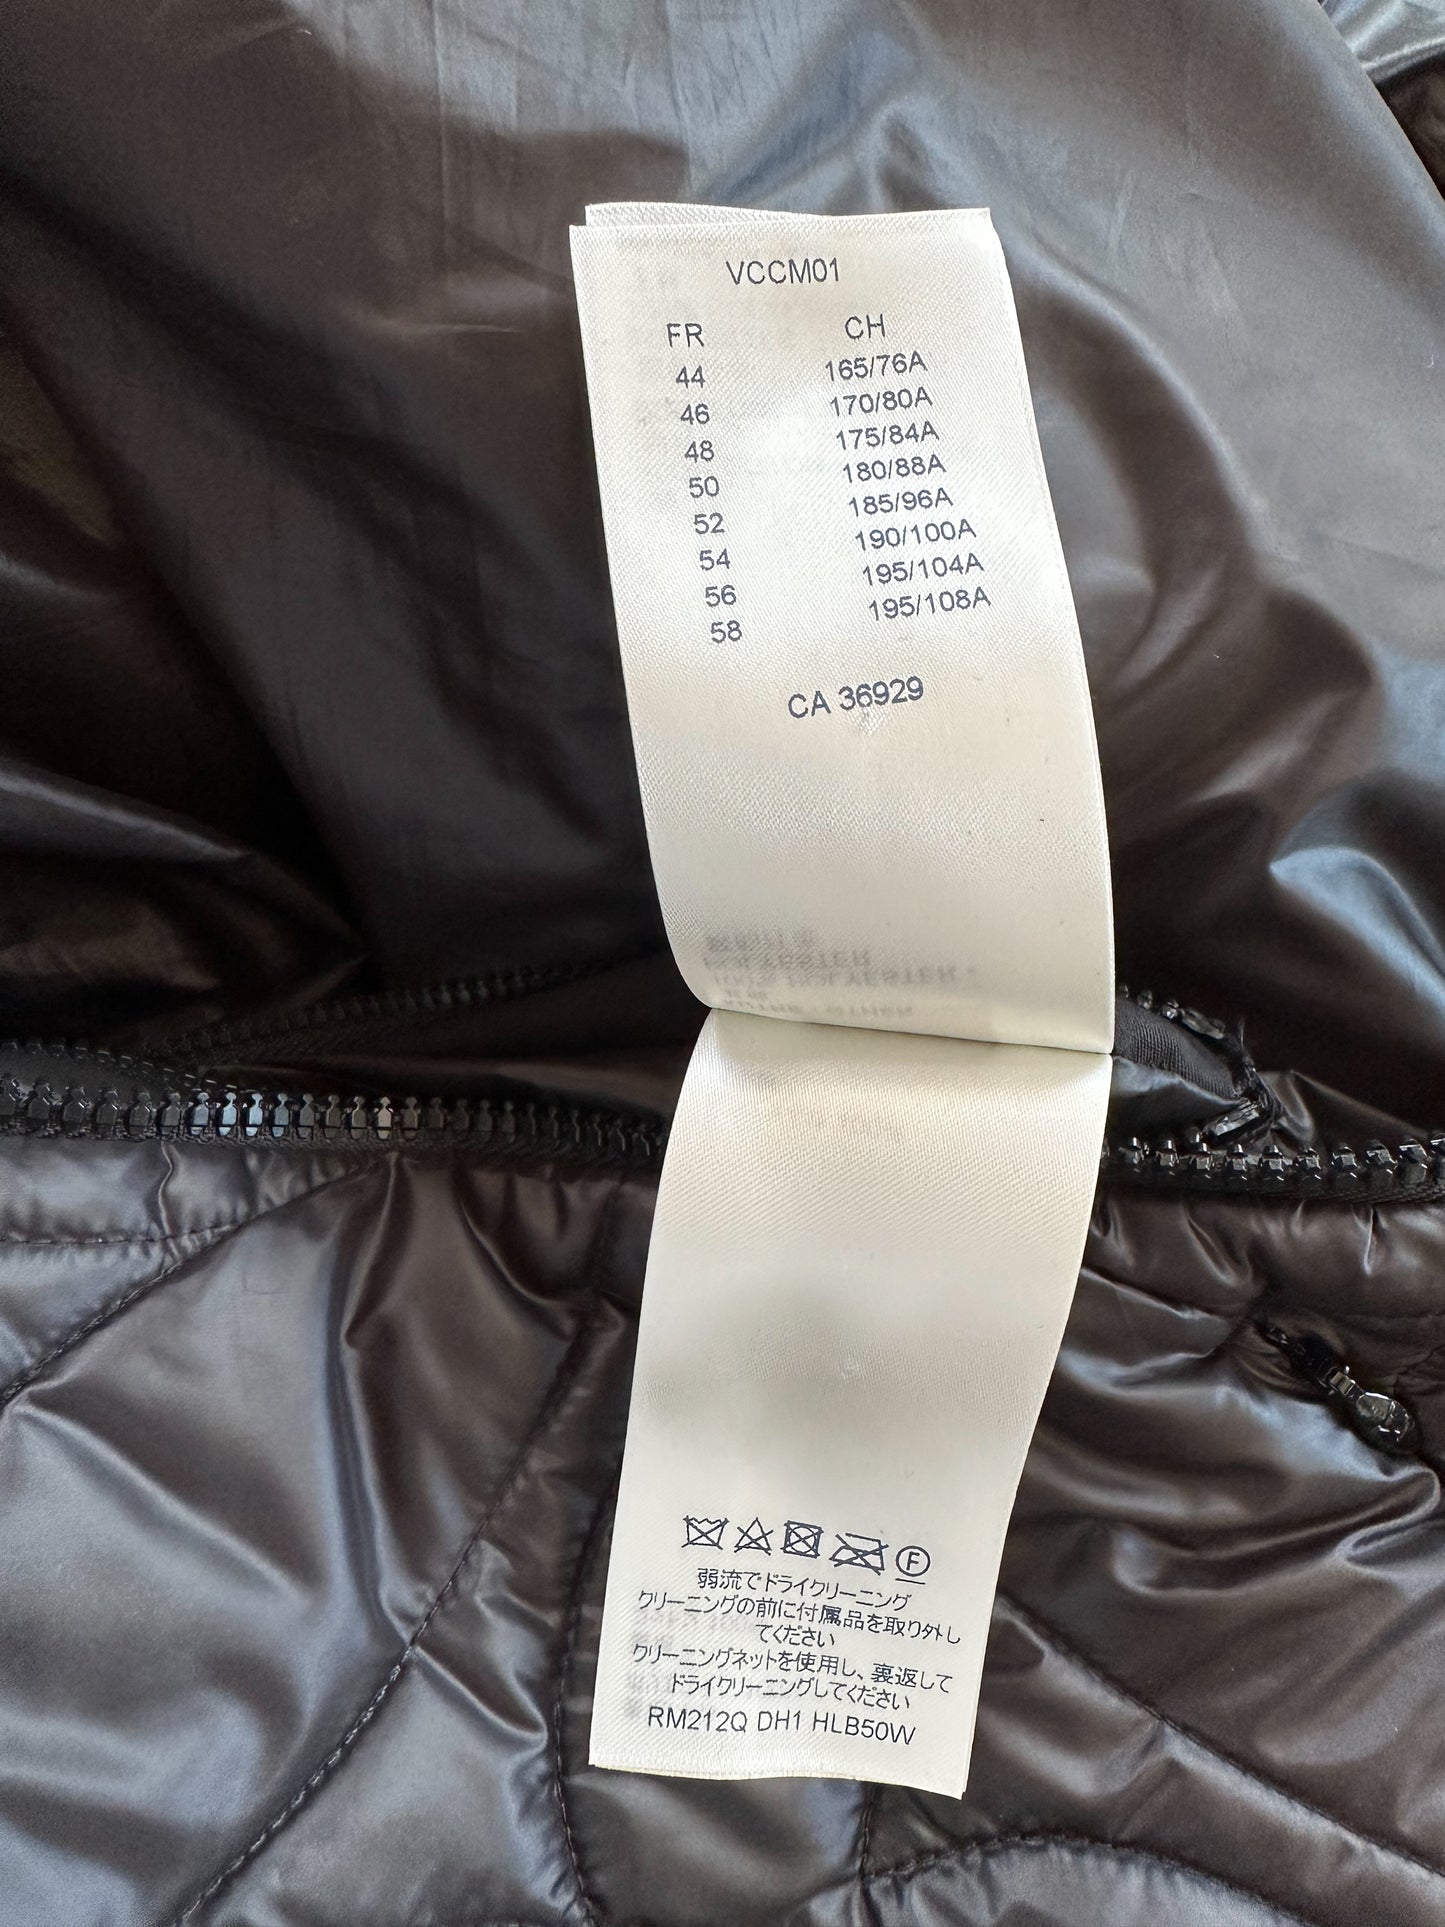 VCCM01
FR CH
44 165/76A
46 170/80A
48 175/84A
50 180/88A
52 185/96A
54 190/100A
56 195/104A
58 195/108A
CA 36929
F
弱流でドライクリーニング
クリーニングの前に付属品を取り外し
てください
クリーニングネットを使用し、裏返して
ドライクリーニングしてください
RM212Q DH1 HLB50W